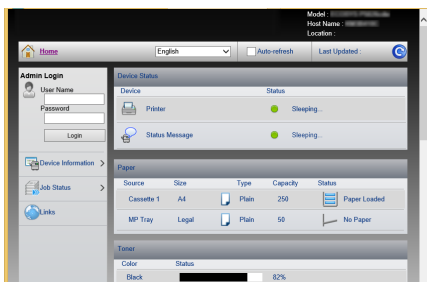 Model :
Host Name :
Location :
Home
English
Auto-refresh
Last Updated :
Admin Login
User Name
Password
Login
Device Information
Job Status
Links
Device Status
Device Status
Printer Sleeping...
Status Message Sleeping...
Paper
Source Size Type Capacity Status
Cassette 1 A4 Plain 250 Paper Loaded
MP Tray Legal Plain 50 No Paper
Toner
Color Status
Black 82%